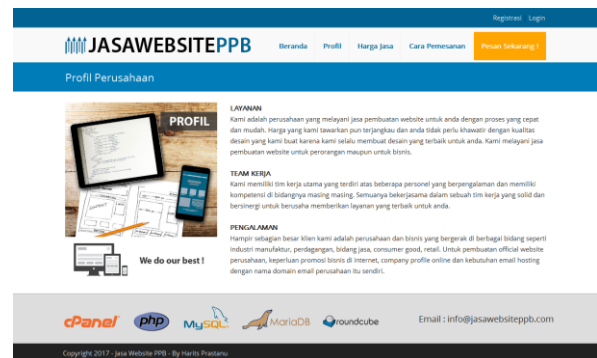 Registrasi Login
JASAWEBSITEPPB
Beranda Profil Harga Jasa Cara Pemesanan Pesan Sekarang !
Profil Perusahaan
PROFIL
We do our best !
LAYANAN
Kami adalah perusahaan yang melayani jasa pembuatan website untuk anda dengan proses yang cepat
dan mudah. Harga yang kami tawarkan pun terjangkau dan anda tidak perlu khawatir dengan kualitas
desain yang kami buat karena kami selalu membuat desain yang terbaik untuk anda. Kami melayani jasa
pembuatan website untuk perorangan maupun untuk bisnis.
TEAM KERJA
Kami memiliki tim kerja utama yang terdiri atas beberapa personel yang berpengalaman dan memiliki
kompetensi di bidangnya masing masing. Semuanya bekerjasama dalam sebuah tim kerja yang solid dan
bersinergi untuk berusaha memberikan layanan yang terbaik untuk anda.
PENGALAMAN
Hampir sebagian besar klien kami adalah perusahaan dan bisnis yang bergerak di berbagai bidang seperti
industri manufaktur, perdagangan, bidang jasa, consumer good, retail. Untuk pembuatan official website
perusahaan, keperluan promosi bisnis di internet, company profile online dan kebutuhan email hosting
dengan nama domain email perusahaan itu sendiri.
cPanel php MySQL MariaDB roundcube Email : info@jasawebsiteppb.com
Copyright 2017 - Jasa Website PPB - By Harits Prastanu